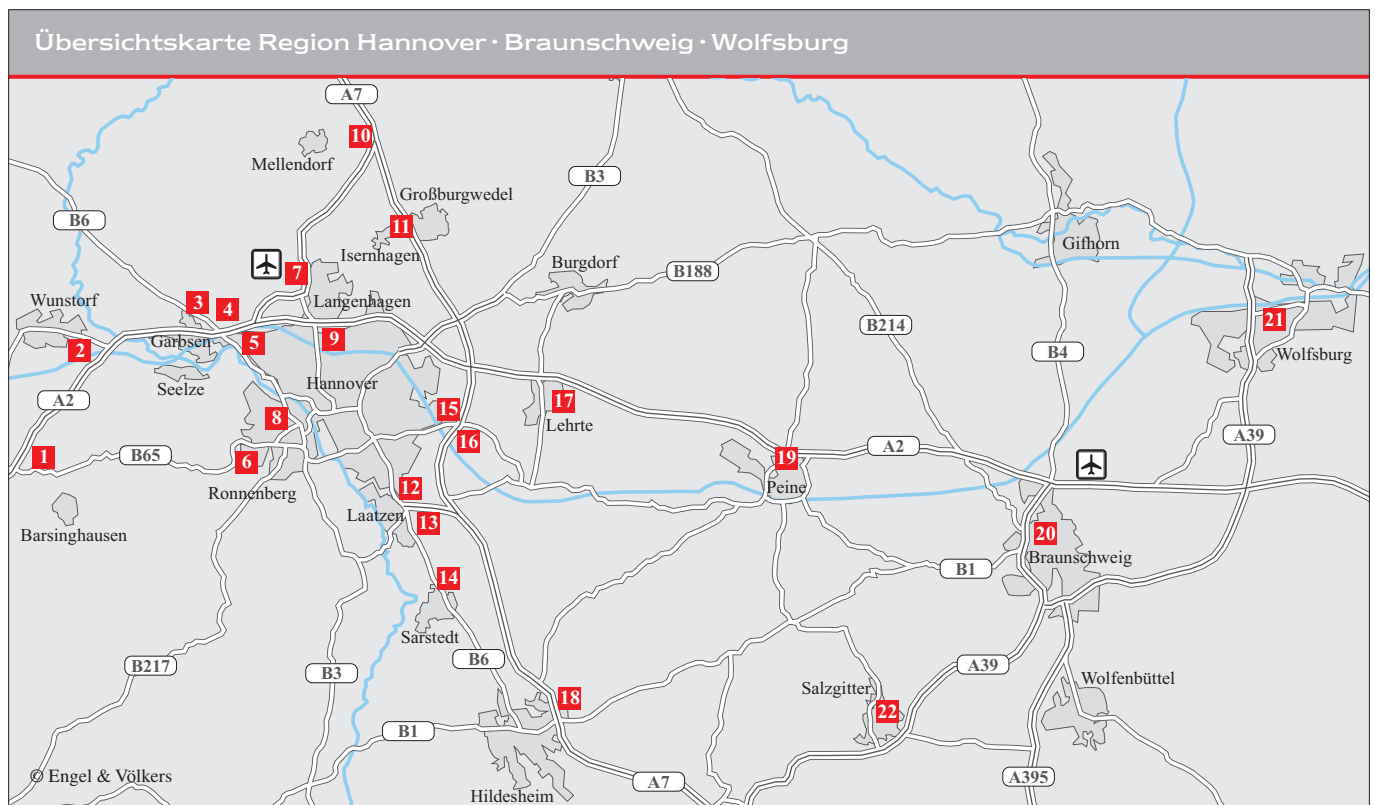 Übersichtskarte Region Hannover · Braunschweig · Wolfsburg
A7
10
Mellendorf
B3
Großburgwedel
B6
11
Isernhagen
Gifhorn
7
Burgdorf
B188
3
4
Langenhagen
Wunstorf
21
B214
5
9
Garbsen
2
B4
Wolfsburg
Seelze
Hannover
A2
17
15
8
Lehrte
16
A39
A2
1
B65
6
19
Ronnenberg
Peine
12
Laatzen
13
Barsinghausen
20
Braunschweig
B1
14
Sarstedt
B6
B217
B3
A39
Salzgitter
Wolfenbüttel
18
22
B1
© Engel & Völkers
A7
A395
Hildesheim